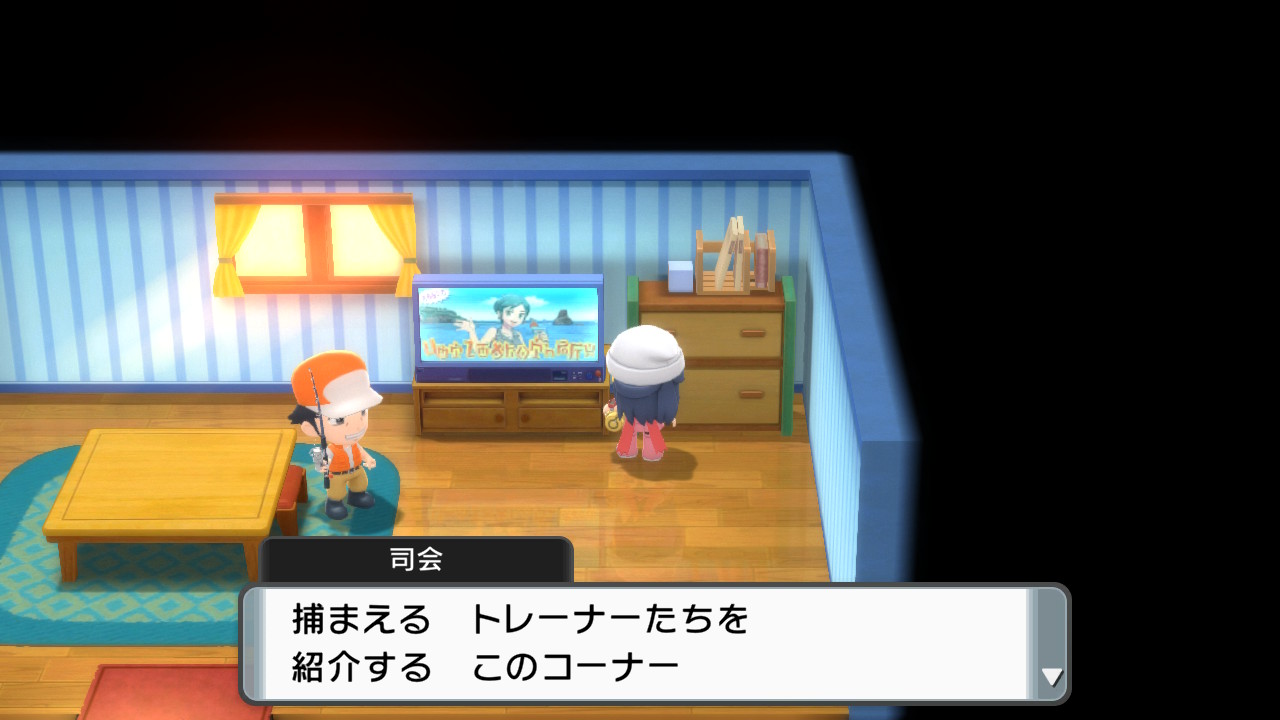 司会
捕まえる　トレーナーたちを
紹介する　このコーナー